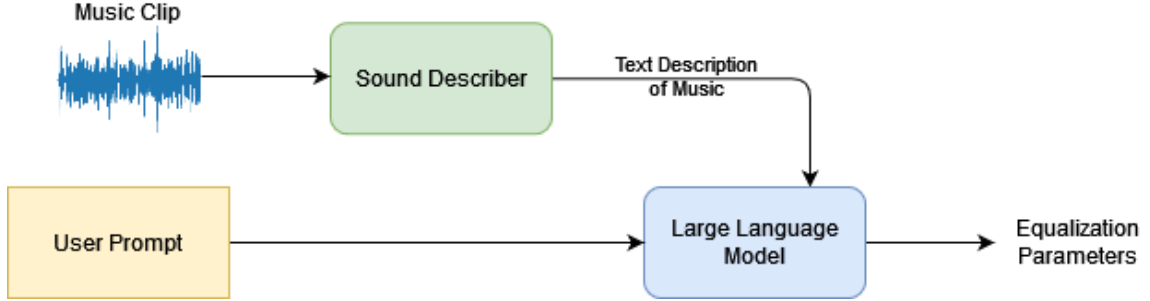 Music Clip
Sound Describer
Text Description
of Music
User Prompt
Large Language
Model
Equalization
Parameters